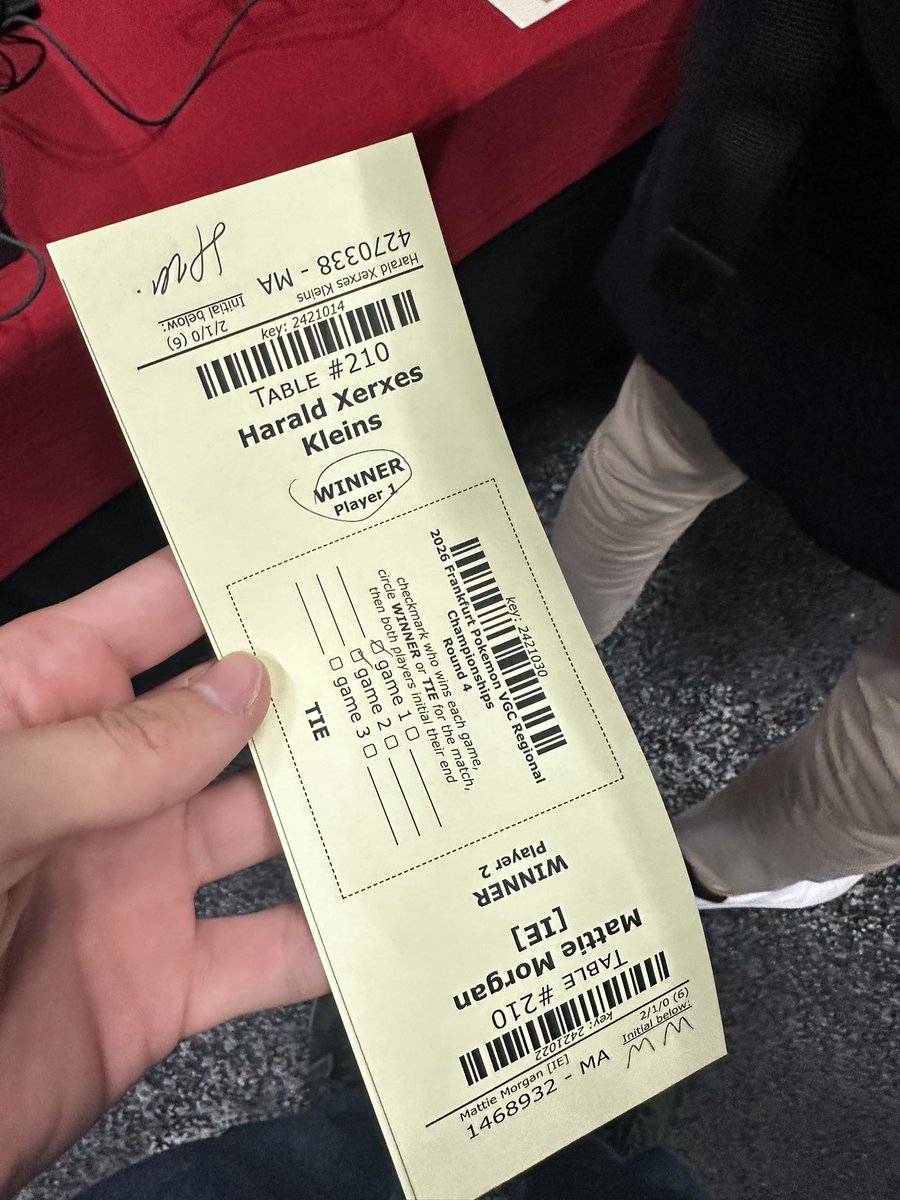 4270338 - MA
Harald Xerxes Kleins
2/1/0 (6)
Initial below:
key: 2421014
TABLE #210
Harald Xerxes
Kleins
WINNER
Player 1
key: 2421030
2026 Frankfurt Pokemon VGC Regional
Championships
Round 4
checkmark who wins each game,
circle WINNER or TIE for the match,
then both players initial their end
game 1
game 2
game 3
TIE
WINNER
Player 2
Mattie Morgan
[IE]
TABLE #210
key: 2421022
Mattie Morgan [IE]
1468932 - MA
2/1/0 (6)
Initial below: